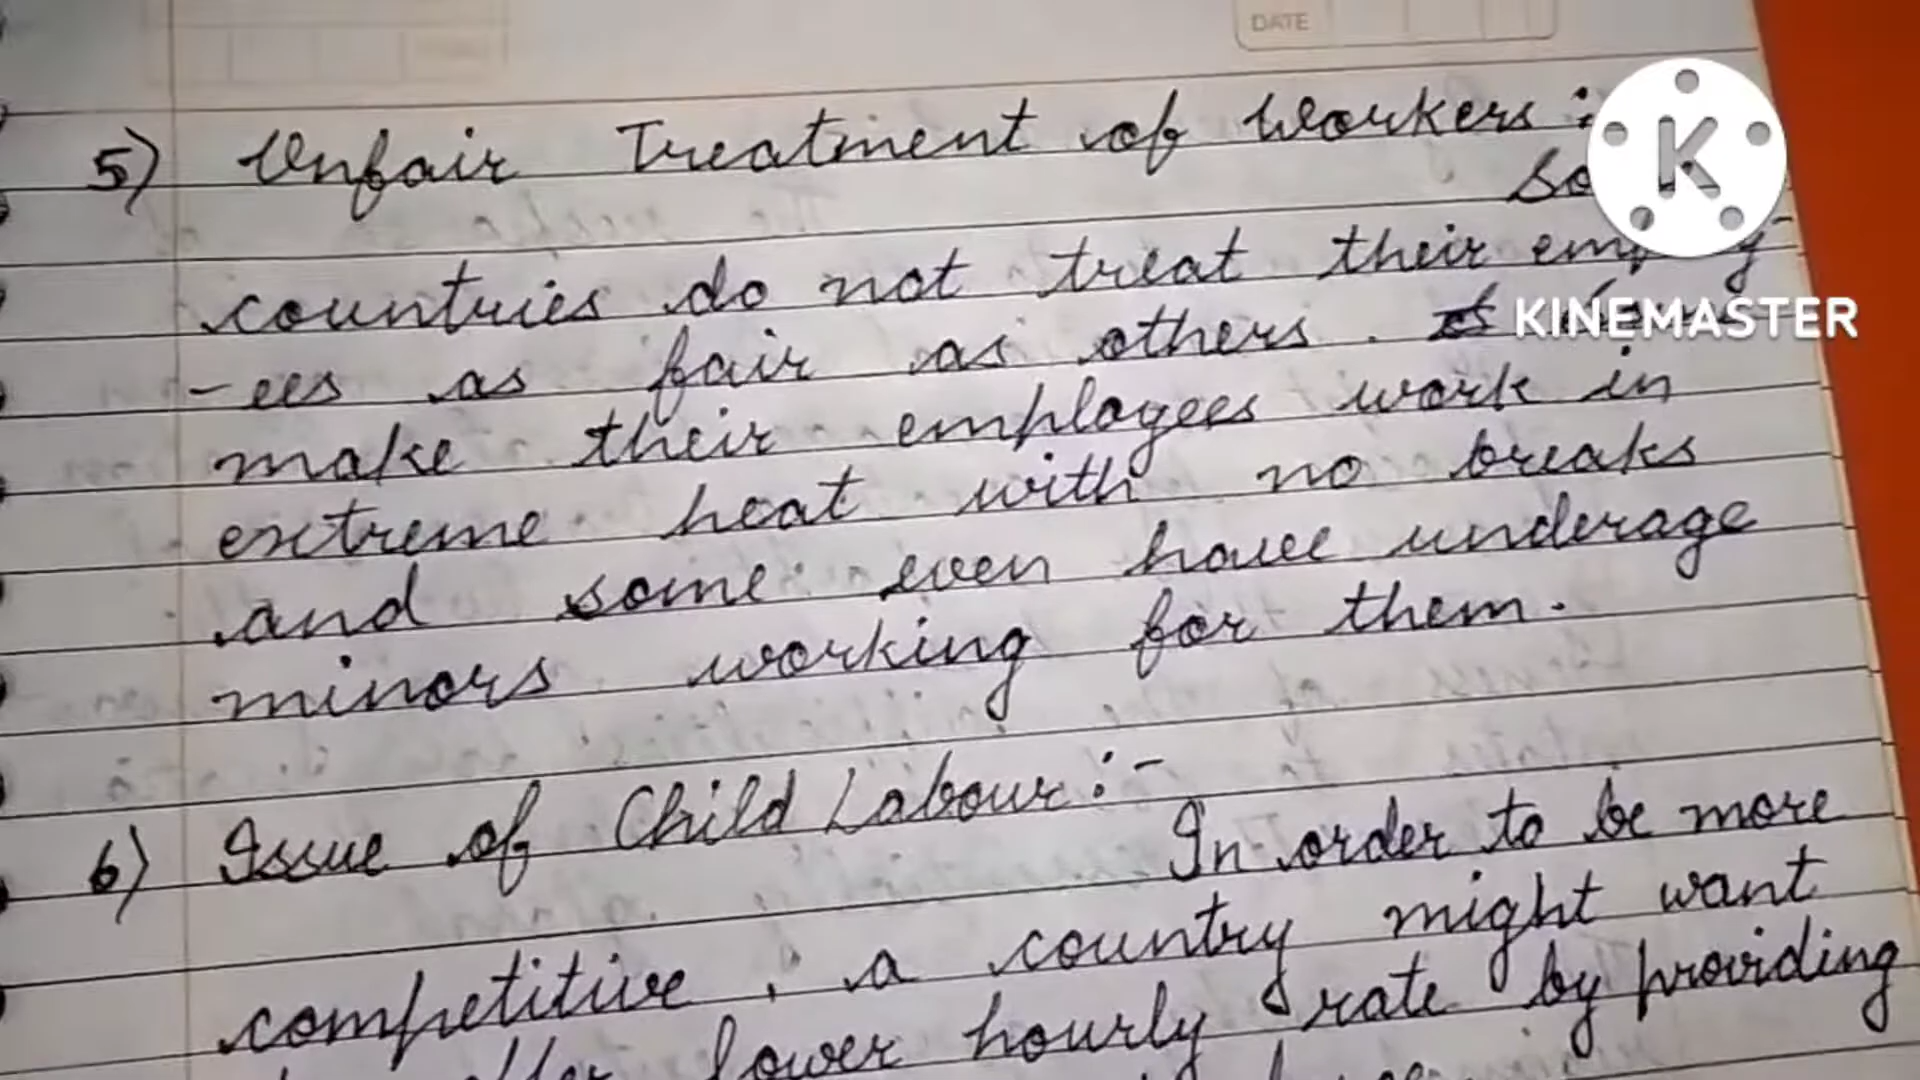 DATE
5) Unfair Treatment of Workers :
countries do not treat their employ
-ees as fair as others.
KINEMASTER
make their employees work in
extreme heat with no breaks
and some even have underage
minors working for them.
6) Issue of Child Labour :-
In order to be more
competitive, a country might want
lower hourly rate by providing